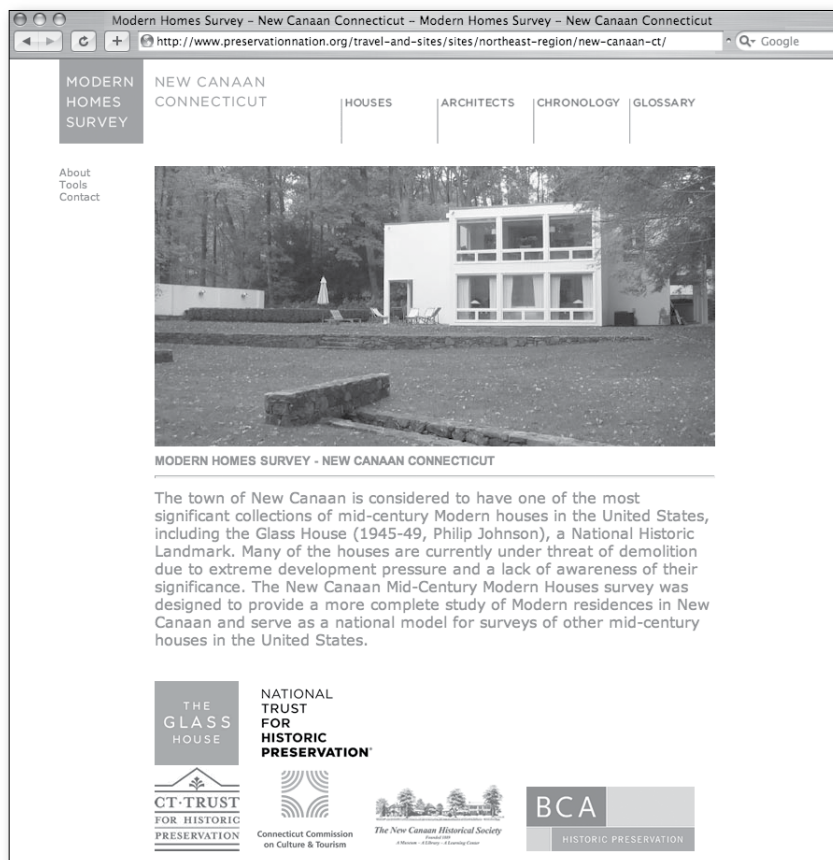 Modern Homes Survey – New Canaan Connecticut – Modern Homes Survey – New Canaan Connecticut
http://www.preservationnation.org/travel-and-sites/sites/northeast-region/new-canaan-ct/
Google
MODERN
HOMES
SURVEY
NEW CANAAN
CONNECTICUT
HOUSES
ARCHITECTS
CHRONOLOGY
GLOSSARY
About
Tools
Contact
MODERN HOMES SURVEY - NEW CANAAN CONNECTICUT
The town of New Canaan is considered to have one of the most
significant collections of mid-century Modern houses in the United States,
including the Glass House (1945-49, Philip Johnson), a National Historic
Landmark. Many of the houses are currently under threat of demolition
due to extreme development pressure and a lack of awareness of their
significance. The New Canaan Mid-Century Modern Houses survey was
designed to provide a more complete study of Modern residences in New
Canaan and serve as a national model for surveys of other mid-century
houses in the United States.
THE
GLASS
HOUSE
NATIONAL
TRUST
FOR
HISTORIC
PRESERVATION®
CT·TRUST
FOR HISTORIC
PRESERVATION
Connecticut Commission
on Culture & Tourism
The New Canaan Historical Society
Founded 1889
A Museum – A Library – A Learning Center
BCA
HISTORIC PRESERVATION